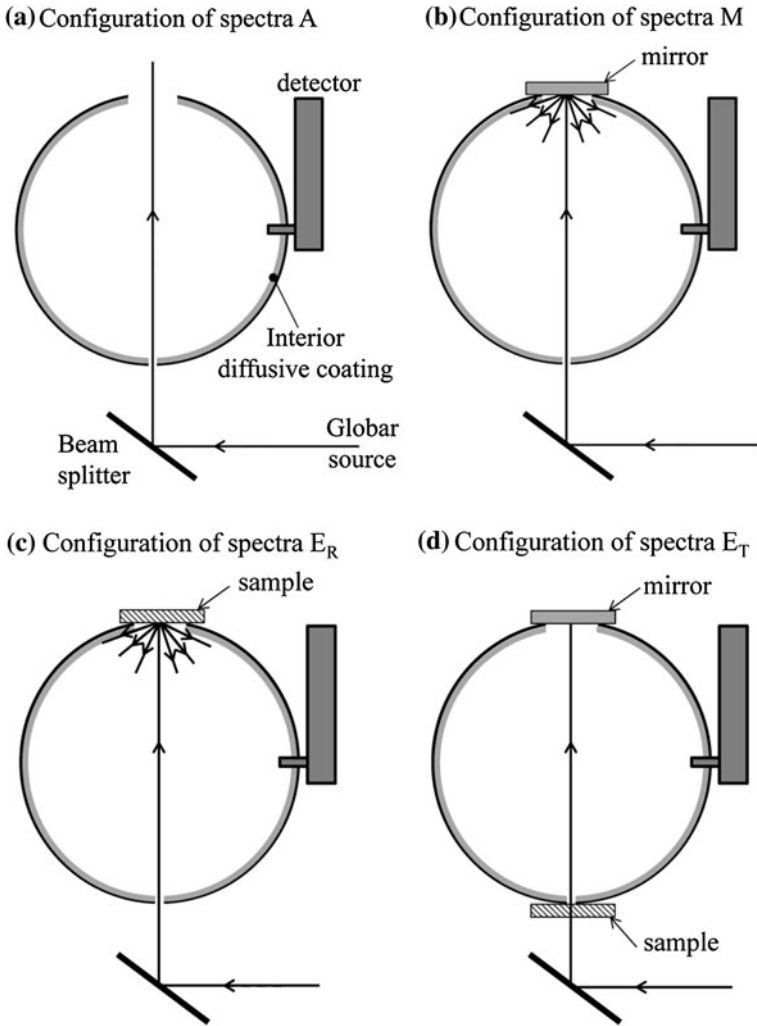 (a) Configuration of spectra A
detector
Interior
diffusive coating
Beam
splitter
Globar
source
(b) Configuration of spectra M
mirror
(c) Configuration of spectra E_R
sample
(d) Configuration of spectra E_T
mirror
sample